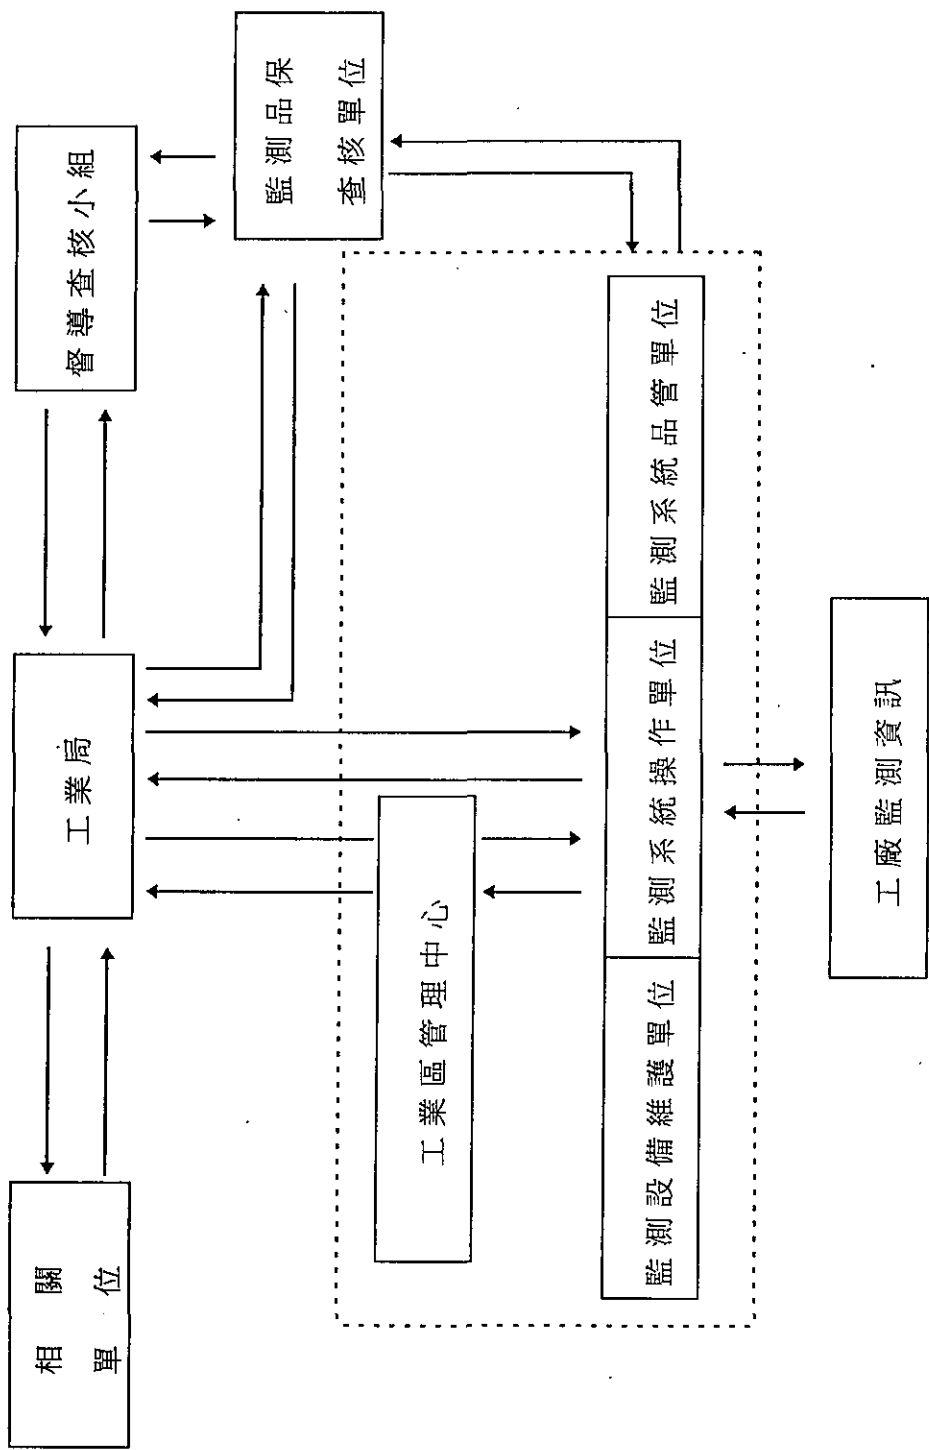 相關
單位
工業局
督導查核小組
監測品保
查核單位
工業區管理中心
監測設備維護單位
監測系統操作單位
監測系統品管單位
工廠監測資訊